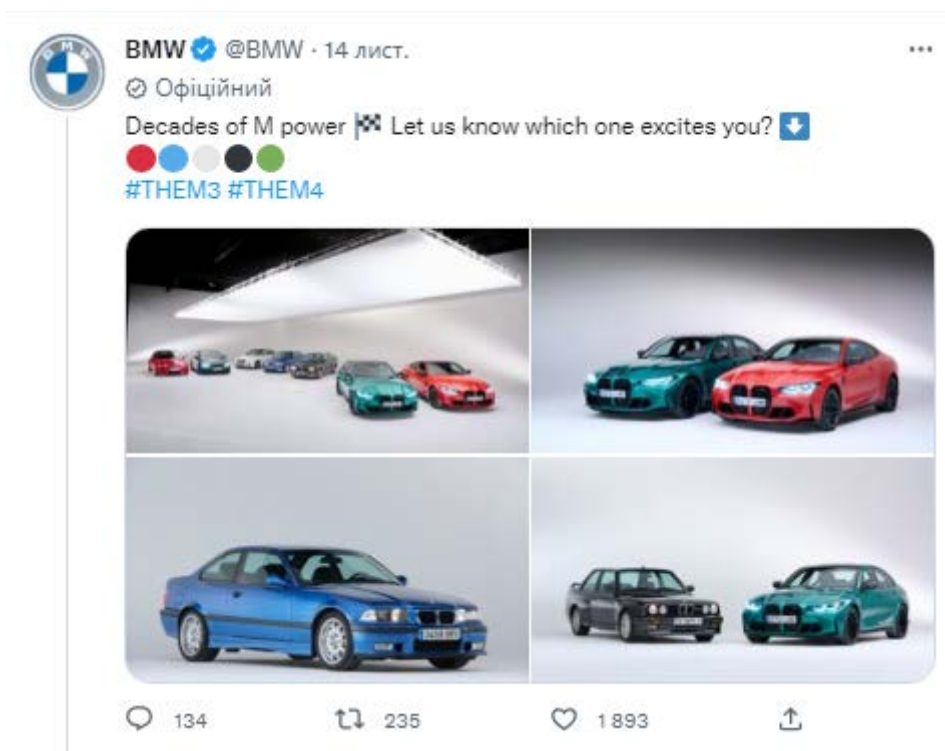 BMW @BMW · 14 лист.
Офіційний
Decades of M power 🏁 Let us know which one excites you? ⬇️
🔴🔵⚪⚫🟢
#THEM3 #THEM4
134 235 1 893